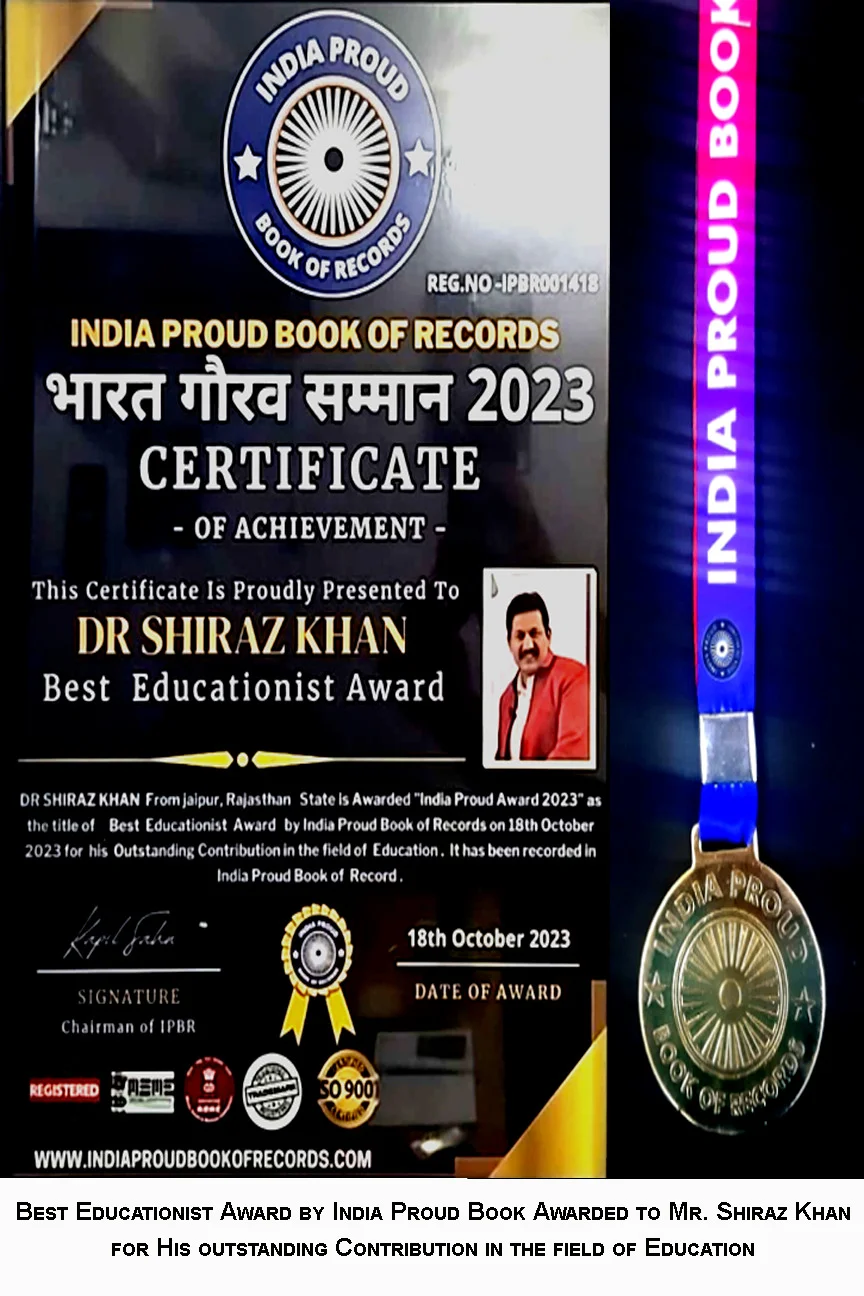 INDIA PROUD
BOOK OF RECORDS
REG.NO-IPBR001418
INDIA PROUD BOOK OF RECORDS
भारत गौरव सम्मान 2023
CERTIFICATE
- OF ACHIEVEMENT -
This Certificate Is Proudly Presented To
DR SHIRAZ KHAN
Best Educationist Award
DR SHIRAZ KHAN From jaipur, Rajasthan State Is Awarded "India Proud Award 2023" as
the title of Best Educationist Award by India Proud Book of Records on 18th October
2023 for his Outstanding Contribution in the field of Education. It has been recorded in
India Proud Book of Record.
Kapil
18th October 2023
SIGNATURE
DATE OF AWARD
Chairman of IPBR
INDIA PROUD
REGISTERED
MSME
TRADEMARK
ISO 9001
WWW.INDIAPROUDBOOKOFRECORDS.COM
INDIA PROUD BOOK
INDIA PROUD
BOOK OF RECORDS
BEST EDUCATIONIST AWARD BY INDIA PROUD BOOK AWARDED TO MR. SHIRAZ KHAN
FOR HIS OUTSTANDING CONTRIBUTION IN THE FIELD OF EDUCATION